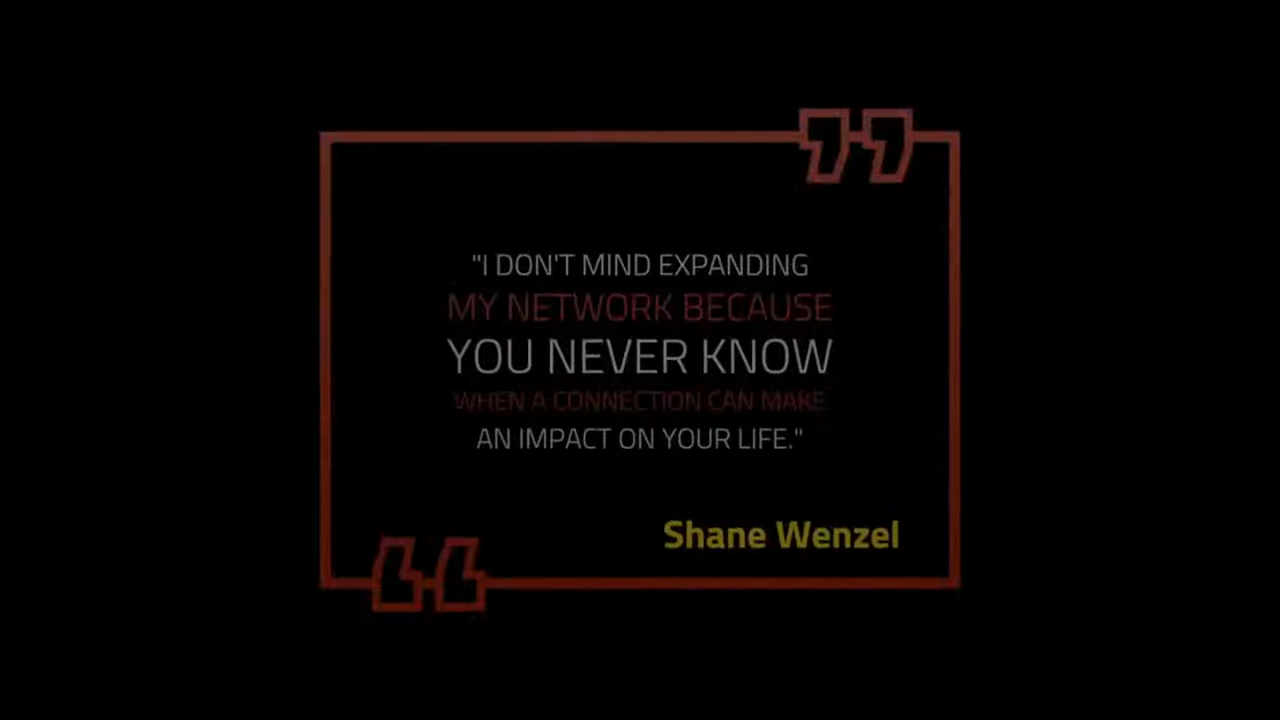 "I DON'T MIND EXPANDING
MY NETWORK BECAUSE
YOU NEVER KNOW
WHEN A CONNECTION CAN MAKE
AN IMPACT ON YOUR LIFE."
Shane Wenzel